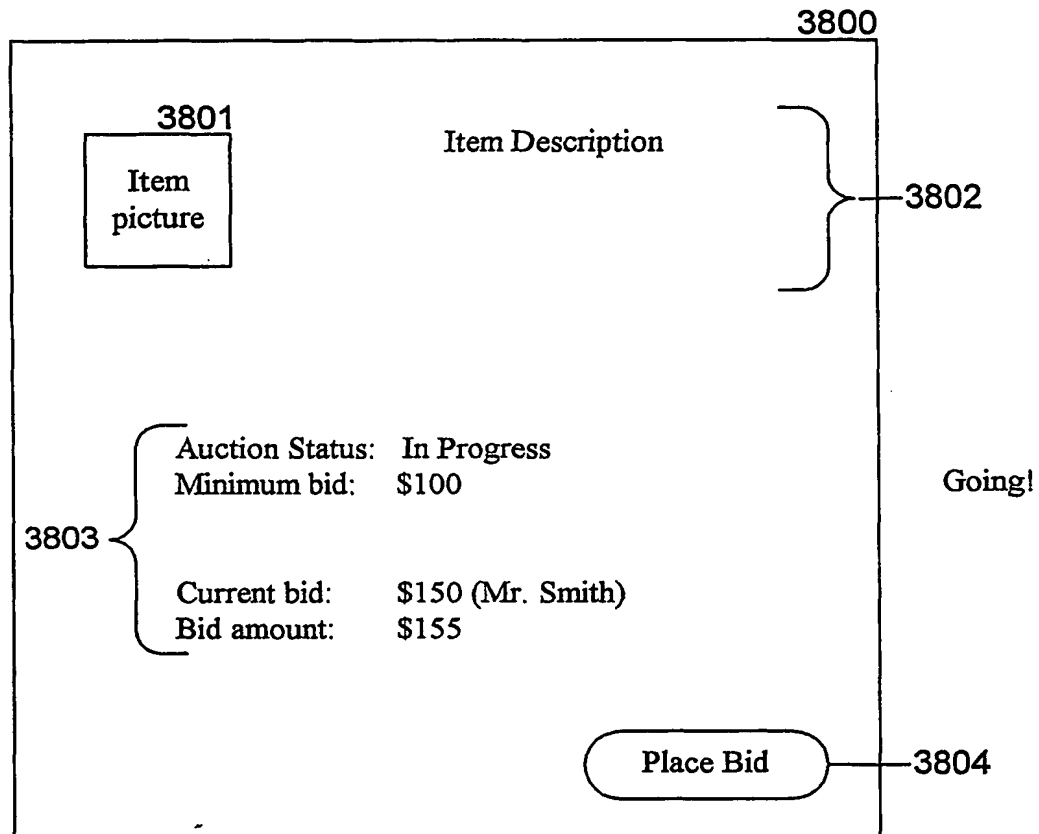 3800
3801
Item Description
Item
picture
3802
Auction Status: In Progress
Minimum bid: $100
Going!
3803
Current bid: $150 (Mr. Smith)
Bid amount: $155
Place Bid
3804